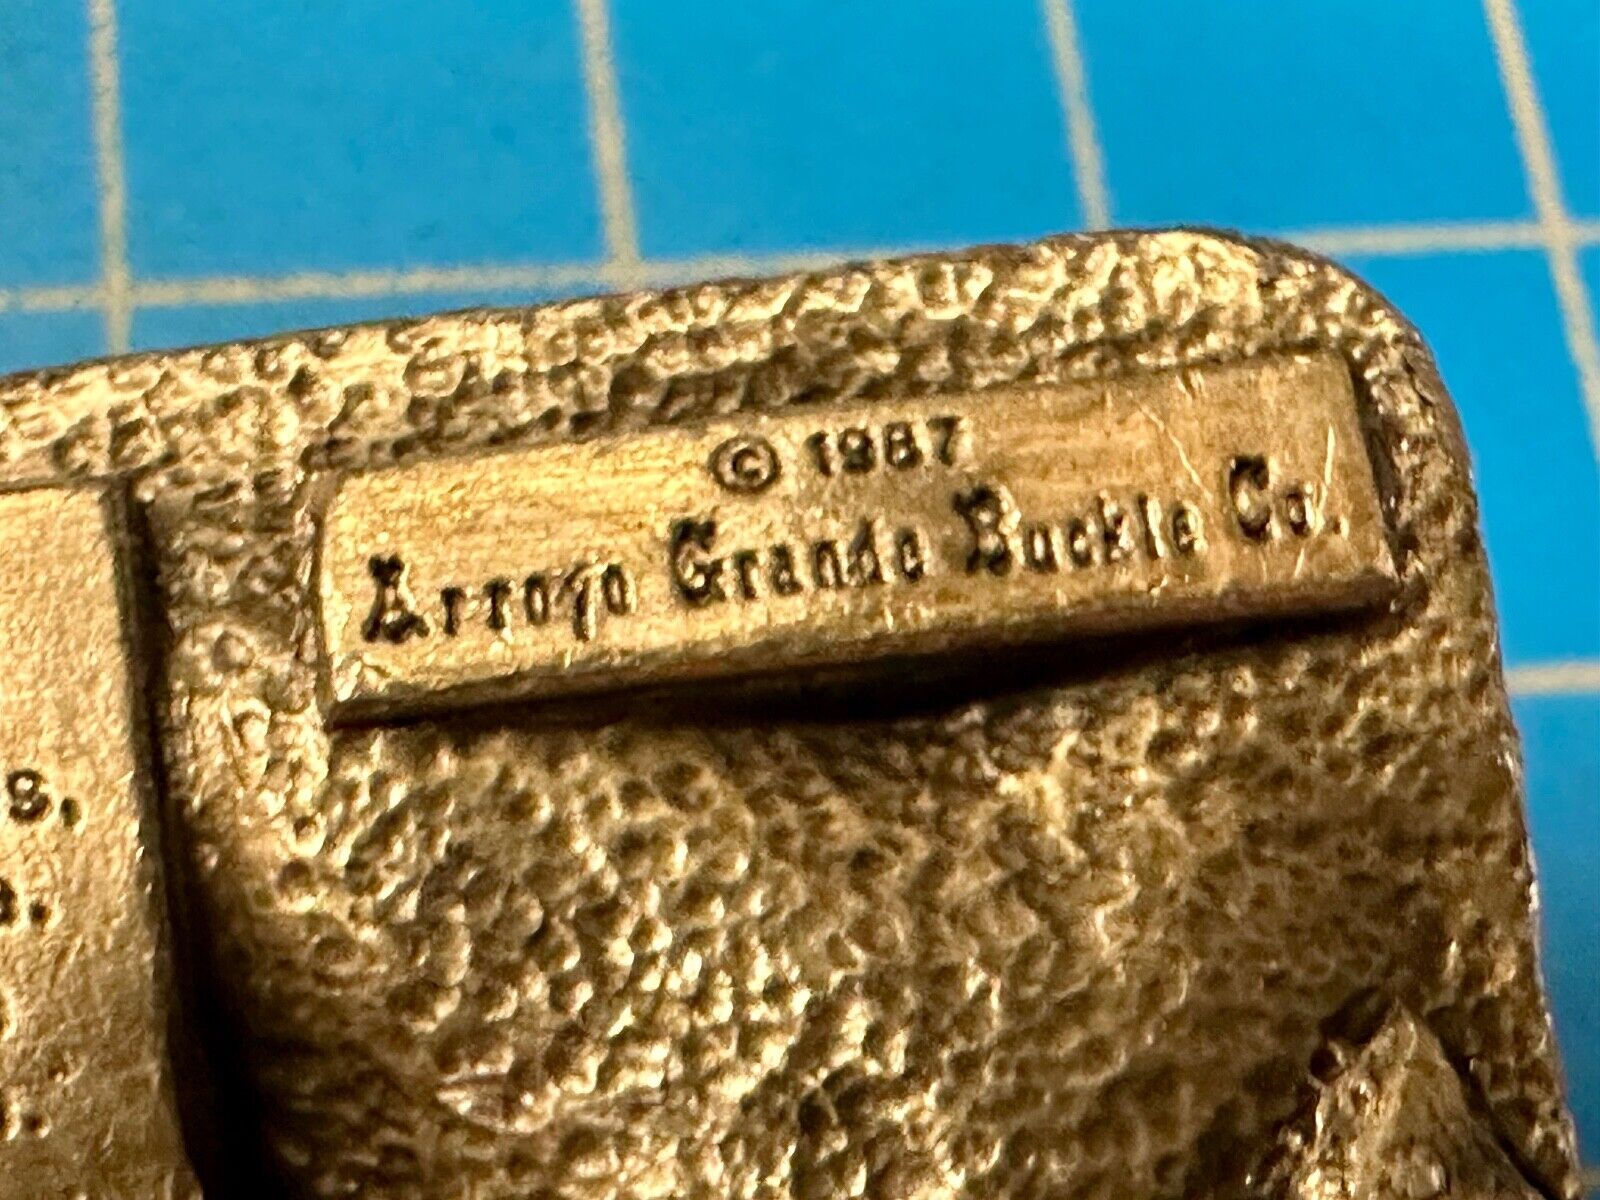 © 1987
Arroyo Grande Buckle Co.
s.